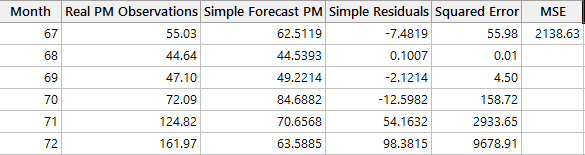 Month Real PM Observations Simple Forecast PM Simple Residuals Squared Error MSE
67 55.03 62.5119 -7.4819 55.98 2138.63
68 44.64 44.5393 0.1007 0.01
69 47.10 49.2214 -2.1214 4.50
70 72.09 84.6882 -12.5982 158.72
71 124.82 70.6568 54.1632 2933.65
72 161.97 63.5885 98.3815 9678.91